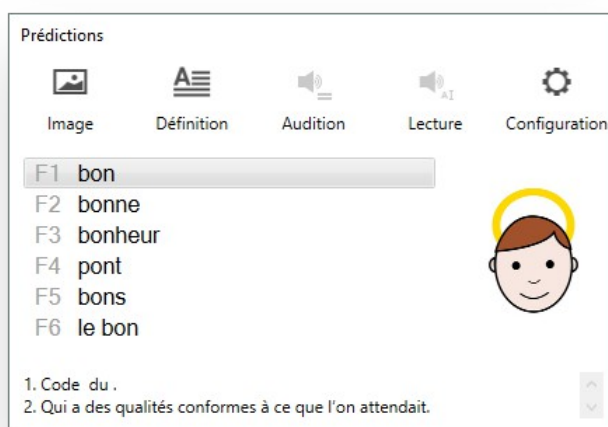 Prédictions
Image Définition Audition Lecture Configuration
F1 bon
F2 bonne
F3 bonheur
F4 pont
F5 bons
F6 le bon
1. Code du .
2. Qui a des qualités conformes à ce que l'on attendait.